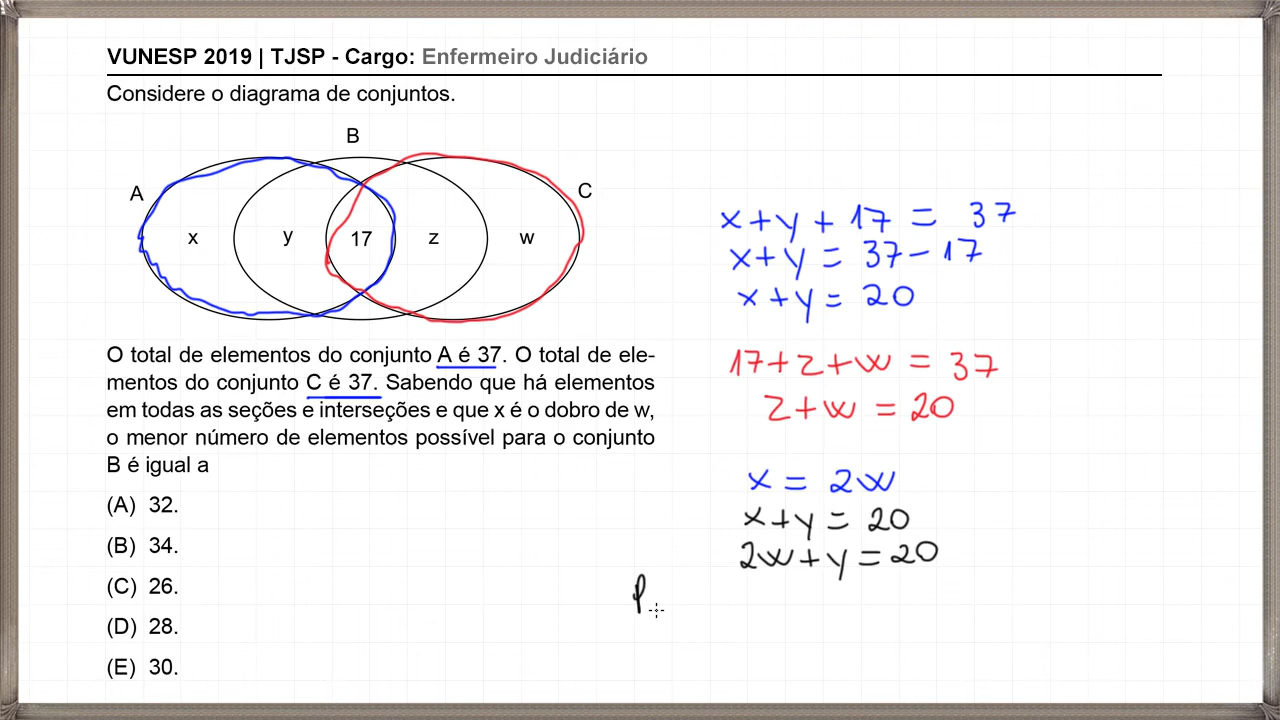 VUNESP 2019 | TJSP - Cargo: Enfermeiro Judiciário
Considere o diagrama de conjuntos.
B
A
C
x y 17 z w
O total de elementos do conjunto A é 37. O total de ele-
mentos do conjunto C é 37. Sabendo que há elementos
em todas as seções e interseções e que x é o dobro de w,
o menor número de elementos possível para o conjunto
B é igual a
(A) 32.
(B) 34.
(C) 26.
(D) 28.
(E) 30.
x + y + 17 = 37
x + y = 37 - 17
x + y = 20
17 + z + w = 37
z + w = 20
x = 2w
x + y = 20
2w + y = 20
P